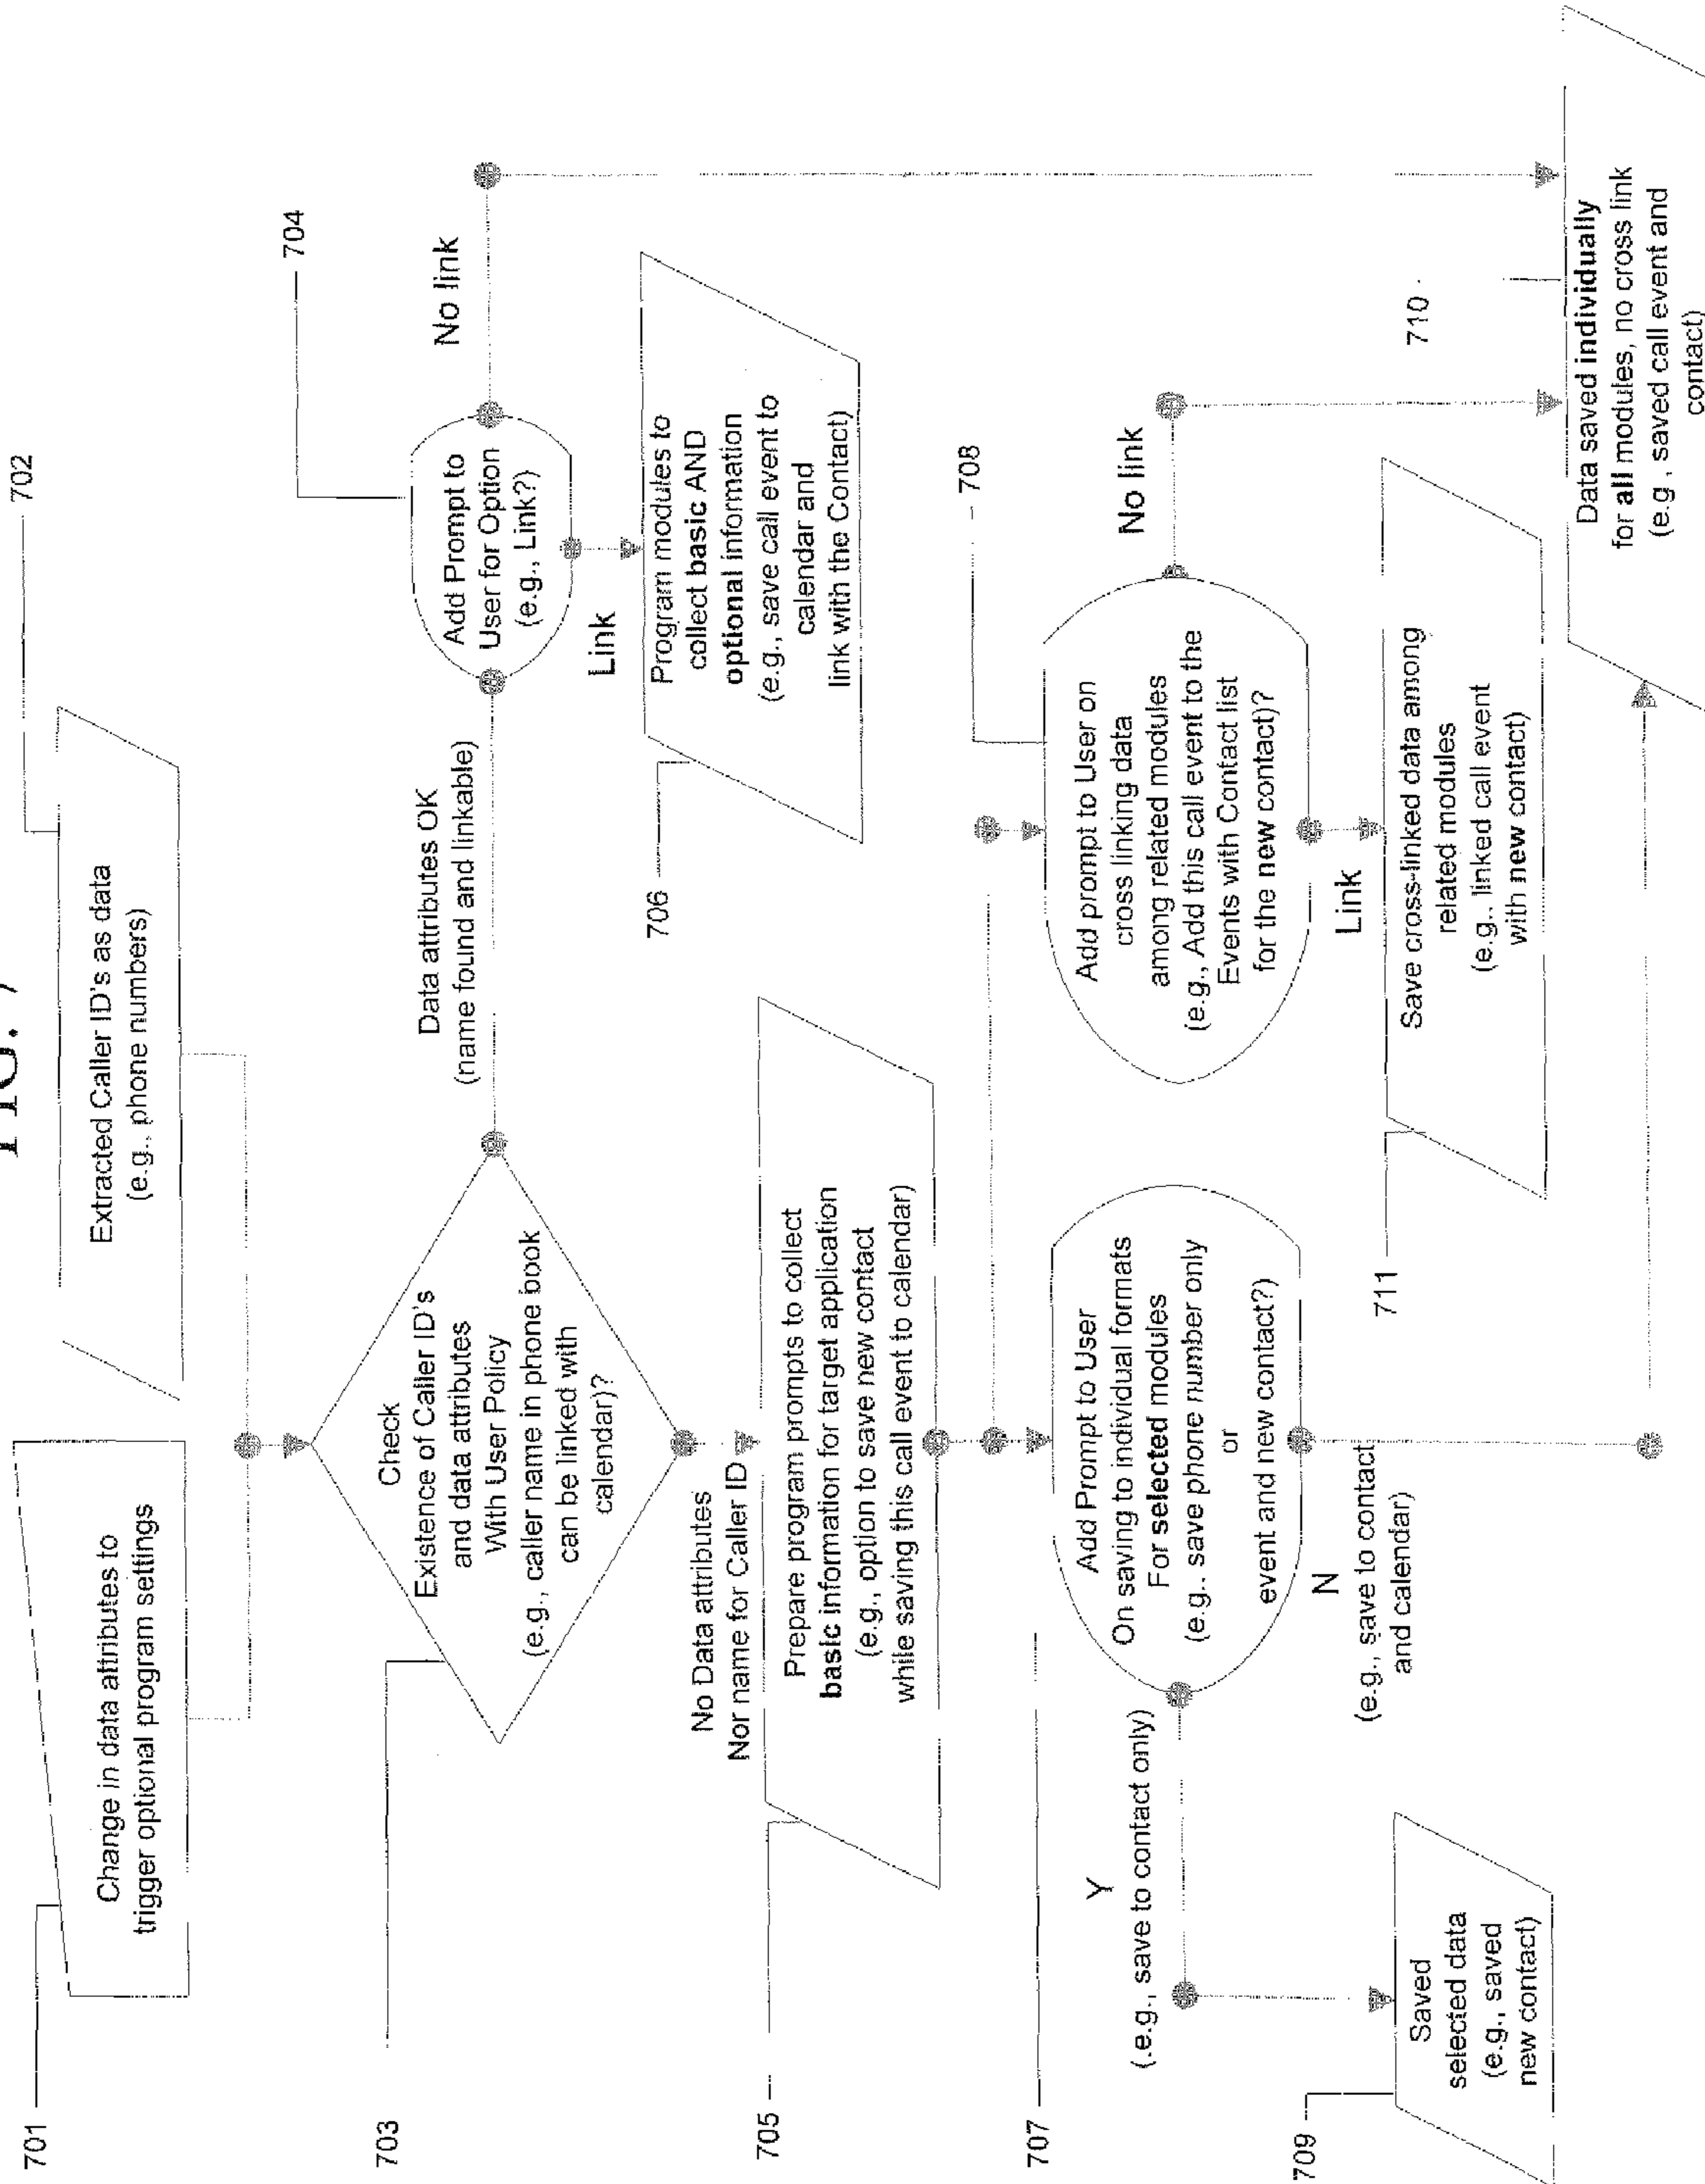 FIG. 7
701
Change in data attributes to
trigger optional program settings
702
Extracted Caller ID's as data
(e.g., phone numbers)
703
Check
Existence of Caller ID's
and data attributes
With User Policy
(e.g., caller name in phone book
can be linked with
calendar)?
Data attributes OK
(name found and linkable)
704
Add Prompt to
User for Option
(e.g., Link?)
No link
Link
No Data attributes
Nor name for Caller ID
705
Prepare program prompts to collect
basic information for target application
(e.g., option to save new contact
while saving this call event to calendar)
706
Program modules to
collect basic AND
optional information
(e.g., save call event to
calendar and
link with the Contact)
707
Add Prompt to User
On saving to individual formats
For selected modules
(e.g. save phone number only
or
event and new contact?)
708
Add prompt to User on
cross linking data
among related modules
(e.g., Add this call event to the
Events with Contact list
for the new contact)?
No link
Y
(.e.g., save to contact only)
N
(e.g., save to contact
and calendar)
Link
709
Saved
selected data
(e.g., saved
new contact)
711
Save cross-linked data among
related modules
(e.g., linked call event
with new contact)
710
Data saved individually
for all modules, no cross link
(e.g., saved call event and
contact)